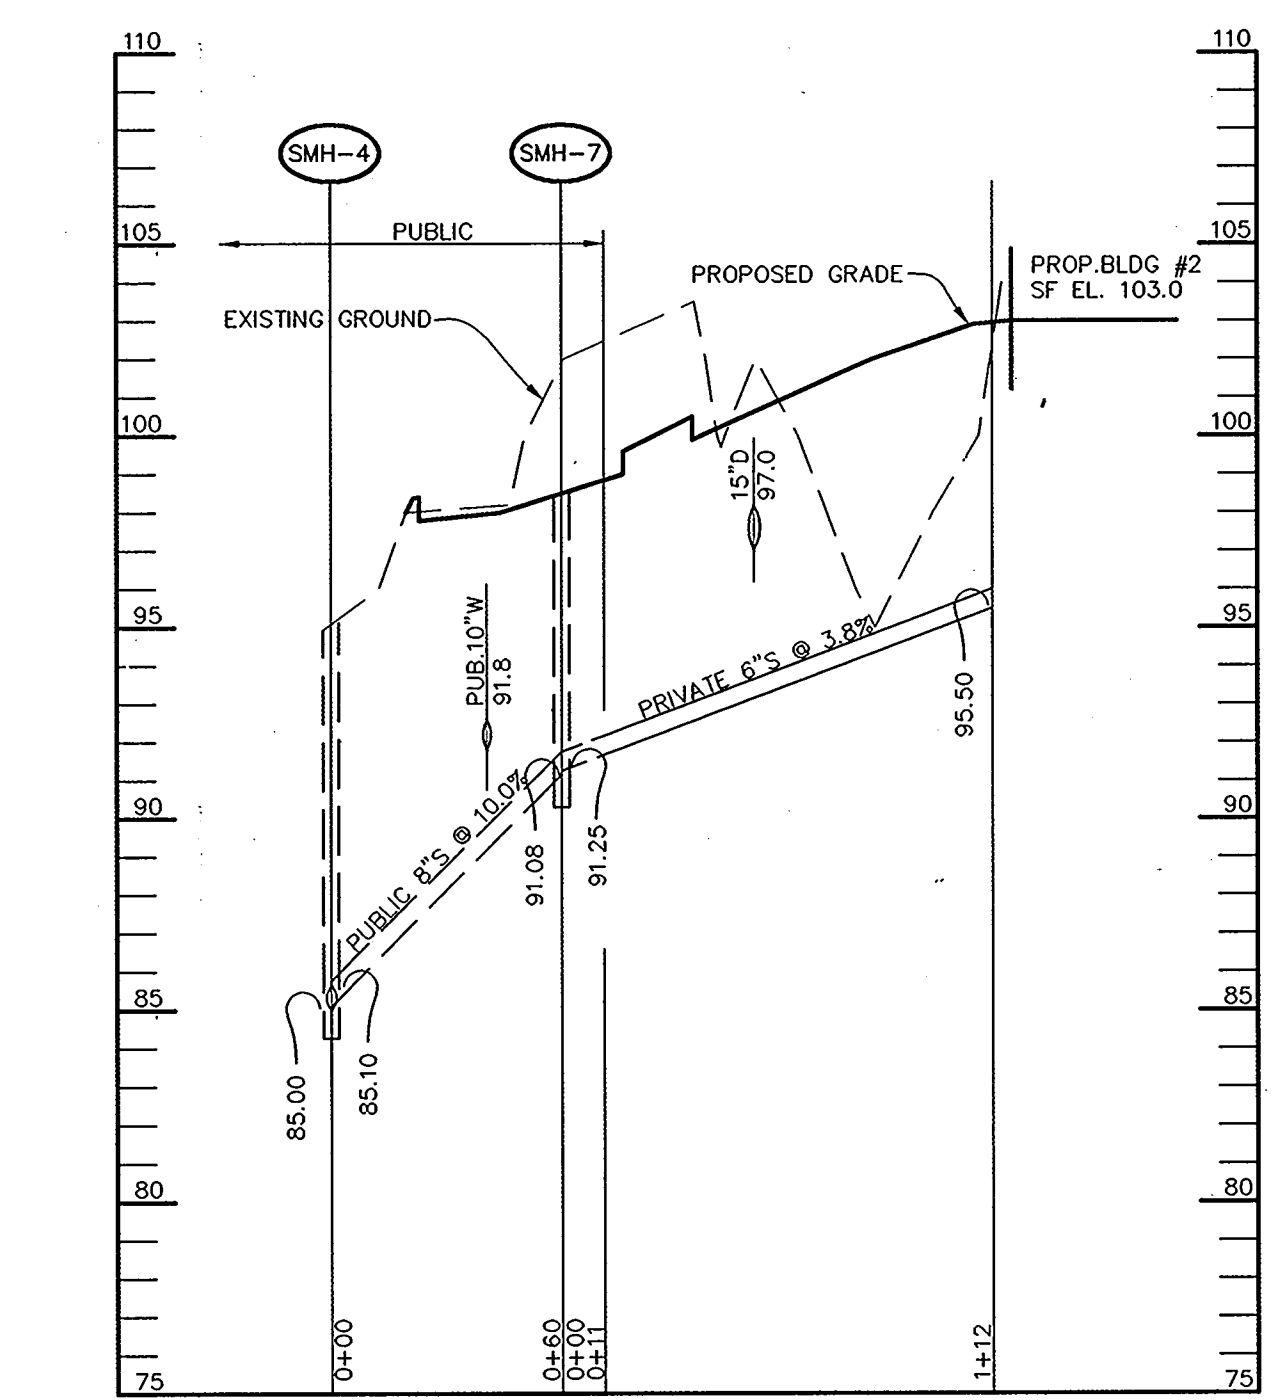 110
110
SMH-4
SMH-7
PUBLIC
105
105
PROP.BLDG #2
SF EL. 103.0
PROPOSED GRADE
EXISTING GROUND
100
100
15"D
97.0
PUB.10"W
91.8
95
95
PRIVATE 6"S @ 3.8%
95.50
PUBLIC 8"S @ 10.0%
90
90
91.08
91.25
85
85
85.00
85.10
80
80
0+00
0+60
0+00
0+11
1+12
75
75